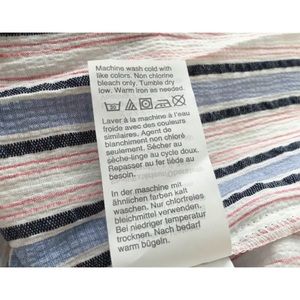 Machine wash cold with
like colors. Non chlorine
bleach only. Tumble dry
low. Warm iron as needed.
Laver à la machine à l'eau
froide avec des couleurs
similaires. Agent de
blanchiment non chloré
seulement. Sécher au
sèche-linge au cycle doux.
Repasser au fer tiède au
besoin.
In der maschine mit
ähnlichen farben kalt
waschen. Nur chlorfreies
bleichmittel verwenden.
Bei niedriger temperatur
trocknen. Nach bedarf
warm bügeln.